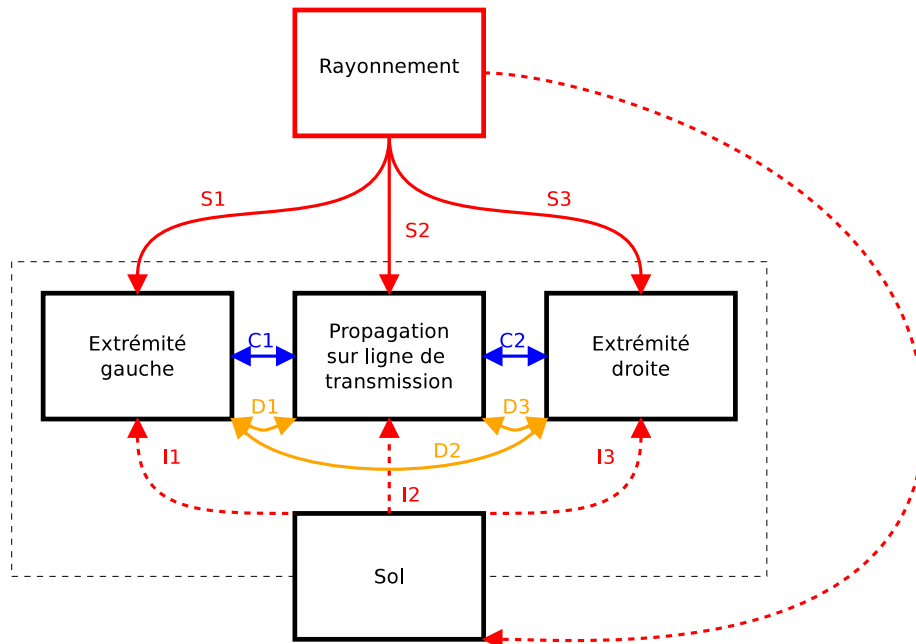 Rayonnement
S1
S3
S2
Extrémité
gauche
C1
Propagation
sur ligne de
transmission
C2
Extrémité
droite
D1
D3
D2
I1
I3
I2
Sol